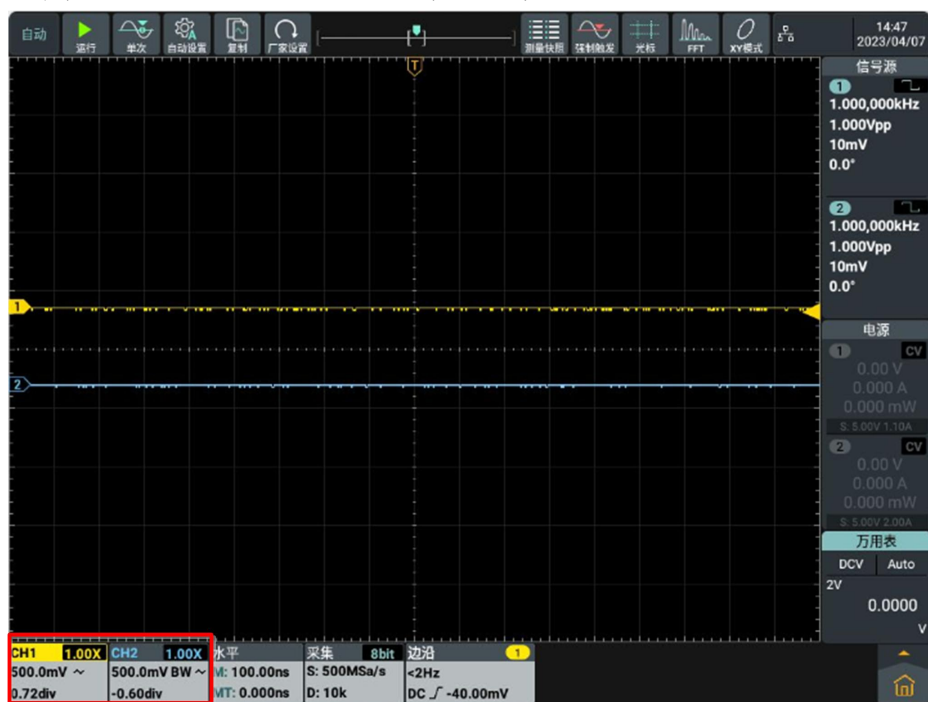 自动
运行
单次
自动设置
复制
厂家设置
测量快照
强制触发
光标
FFT
XY模式
14:47
2023/04/07
T
信号源
1
1.000,000kHz
1.000Vpp
10mV
0.0°
2
1.000,000kHz
1.000Vpp
10mV
0.0°
1
2
电源
1 CV
0.00 V
0.000 A
0.000 mW
S: 5.00V 1.10A
2 CV
0.00 V
0.000 A
0.000 mW
S: 5.00V 2.00A
万用表
DCV Auto
2V
0.0000
V
CH1 1.00X
500.0mV ~
0.72div
CH2 1.00X
500.0mV BW ~
-0.60div
水平
M: 100.00ns
MT: 0.000ns
采集 8bit
S: 500MSa/s
D: 10k
边沿 1
<2Hz
DC -40.00mV